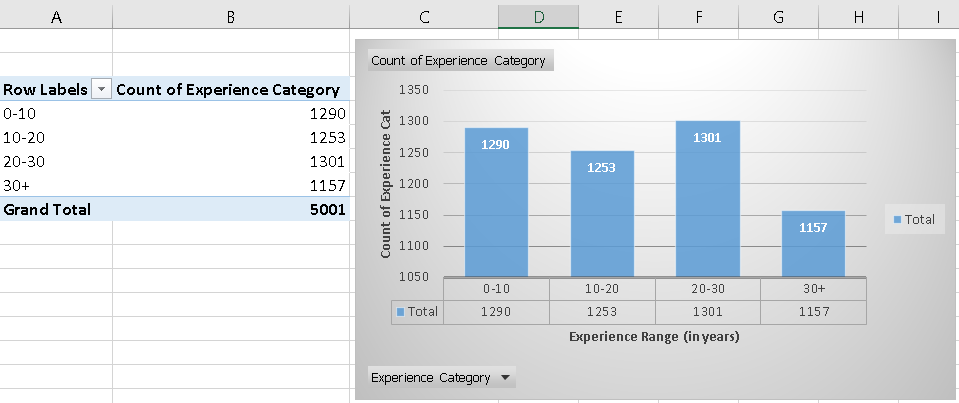 A B C D E F G H I
Row Labels Count of Experience Category
0-10 1290
10-20 1253
20-30 1301
30+ 1157
Grand Total 5001
Count of Experience Category
Count of Experience Cat
1350
1300
1250
1200
1150
1100
1050
1290
1253
1301
1157
0-10 10-20 20-30 30+
Total 1290 1253 1301 1157
Experience Range (in years)
Total
Experience Category